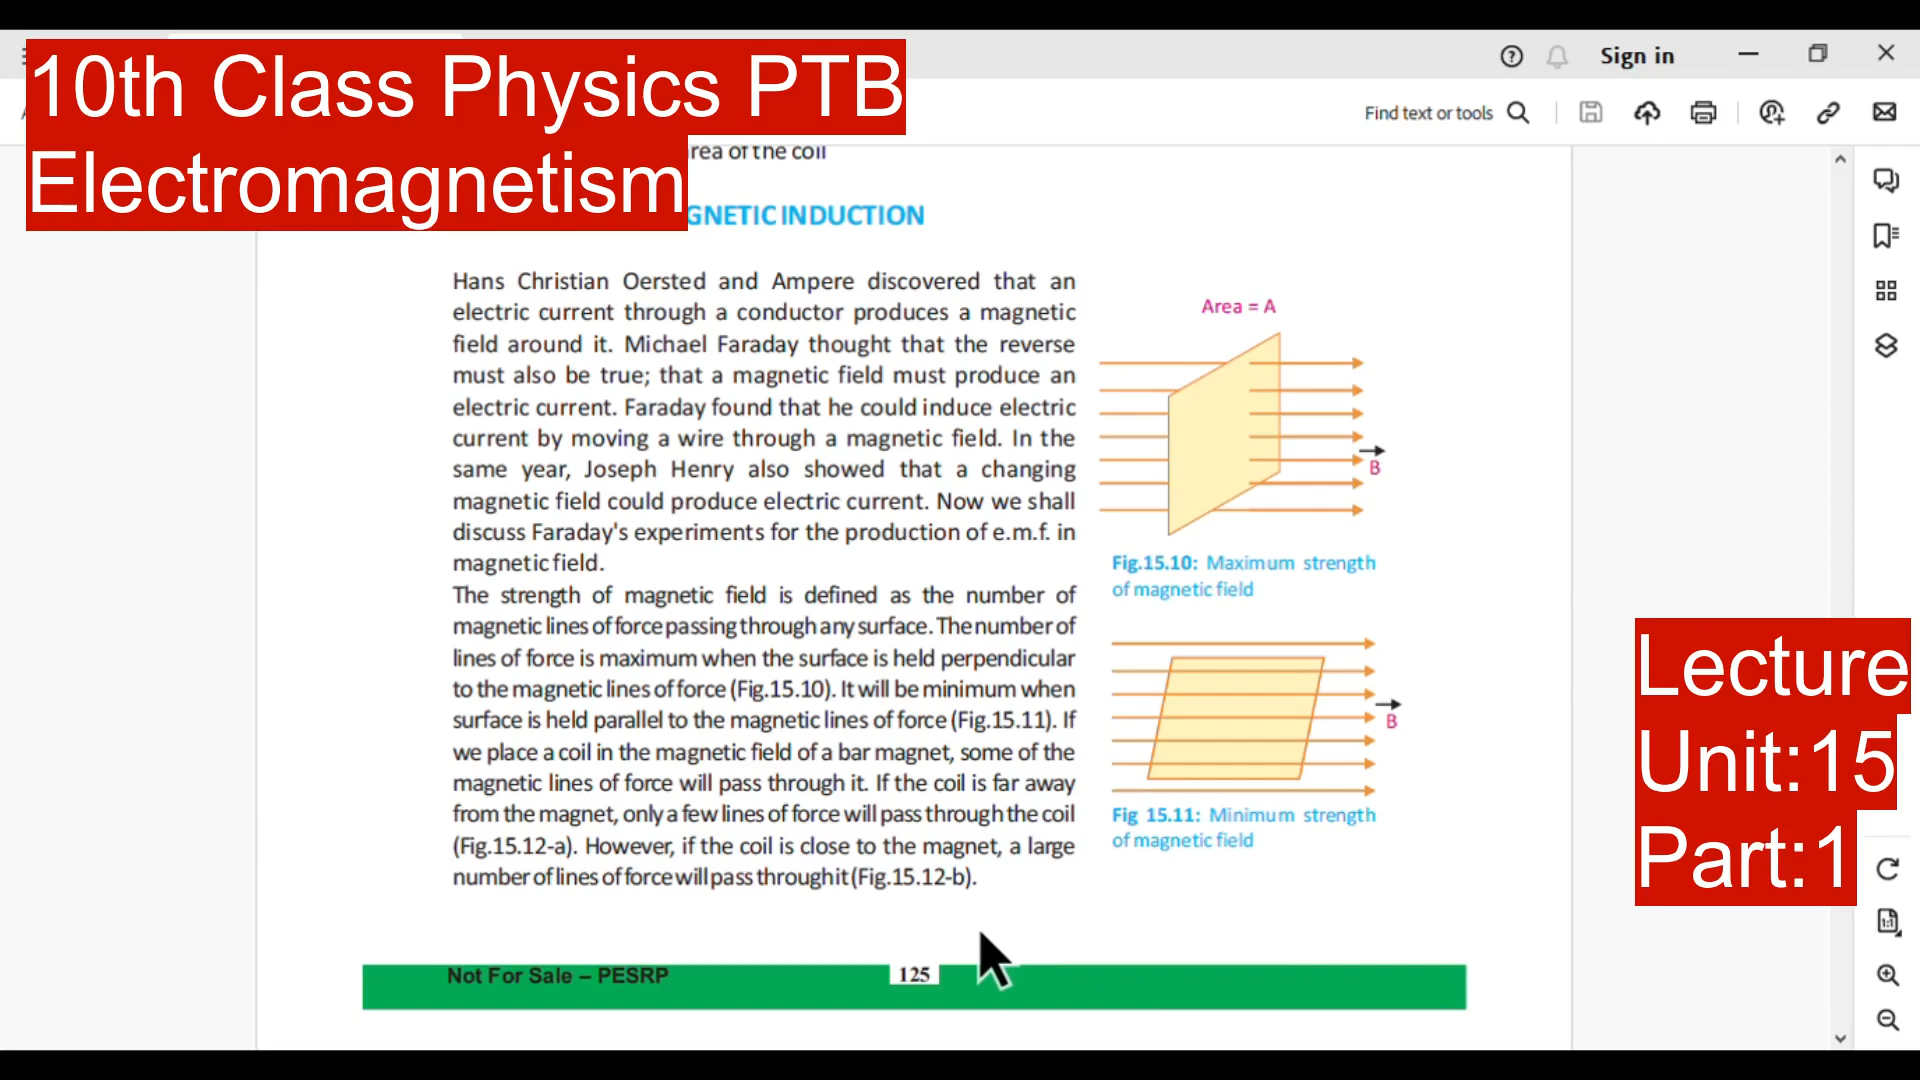 10th Class Physics PTB
Electromagnetism
Sign in
Find text or tools
rea of the coil
GNETIC INDUCTION
Hans Christian Oersted and Ampere discovered that an
electric current through a conductor produces a magnetic
field around it. Michael Faraday thought that the reverse
must also be true; that a magnetic field must produce an
electric current. Faraday found that he could induce electric
current by moving a wire through a magnetic field. In the
same year, Joseph Henry also showed that a changing
magnetic field could produce electric current. Now we shall
discuss Faraday's experiments for the production of e.m.f. in
magnetic field.
The strength of magnetic field is defined as the number of
magnetic lines of force passing through any surface. The number of
lines of force is maximum when the surface is held perpendicular
to the magnetic lines of force (Fig.15.10). It will be minimum when
surface is held parallel to the magnetic lines of force (Fig.15.11). If
we place a coil in the magnetic field of a bar magnet, some of the
magnetic lines of force will pass through it. If the coil is far away
from the magnet, only a few lines of force will pass through the coil
(Fig.15.12-a). However, if the coil is close to the magnet, a large
number of lines of force will pass through it (Fig.15.12-b).
Area = A
B
Fig.15.10: Maximum strength
of magnetic field
B
Fig 15.11: Minimum strength
of magnetic field
Lecture
Unit:15
Part:1
1:1
Not For Sale – PESRP
125